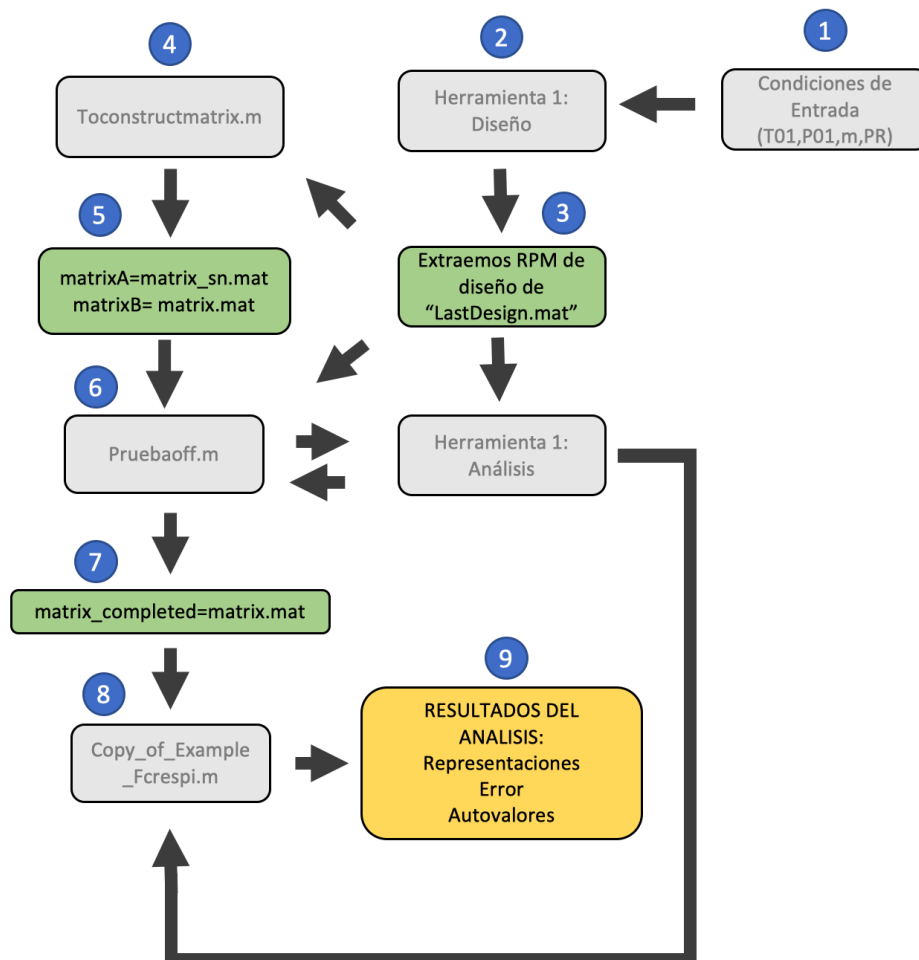 4
2
1
Toconstructmatrix.m
Herramienta 1:
Diseño
Condiciones de
Entrada
(T01,P01,m,PR)
5
3
matrixA=matrix_sn.mat
matrixB= matrix.mat
Extraemos RPM de
diseño de
“LastDesign.mat”
6
Pruebaoff.m
Herramienta 1:
Análisis
7
matrix_completed=matrix.mat
8
9
Copy_of_Example
_Fcrespi.m
RESULTADOS DEL
ANALISIS:
Representaciones
Error
Autovalores